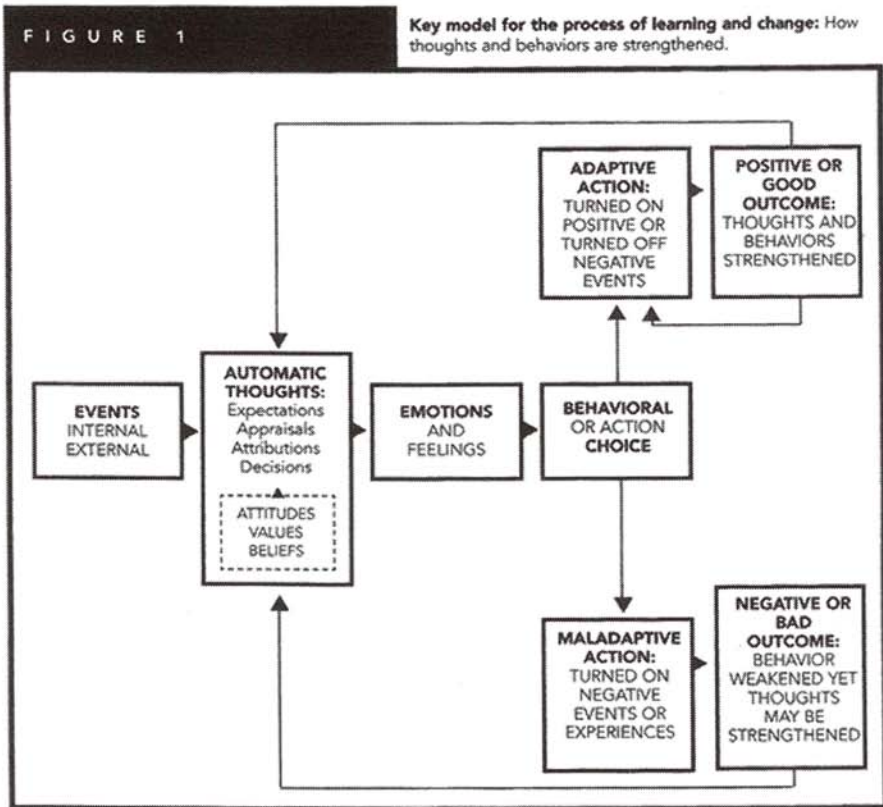 FIGURE 1
Key model for the process of learning and change: How
thoughts and behaviors are strengthened.
ADAPTIVE
ACTION:
TURNED ON
POSITIVE OR
TURNED OFF
NEGATIVE
EVENTS
POSITIVE OR
GOOD
OUTCOME:
THOUGHTS AND
BEHAVIORS
STRENGTHENED
EVENTS
INTERNAL
EXTERNAL
AUTOMATIC
THOUGHTS:
Expectations
Appraisals
Attributions
Decisions
ATTITUDES
VALUES
BELIEFS
EMOTIONS
AND
FEELINGS
BEHAVIORAL
OR ACTION
CHOICE
MALADAPTIVE
ACTION:
TURNED ON
NEGATIVE
EVENTS OR
EXPERIENCES
NEGATIVE OR
BAD
OUTCOME:
BEHAVIOR
WEAKENED YET
THOUGHTS
MAY BE
STRENGTHENED